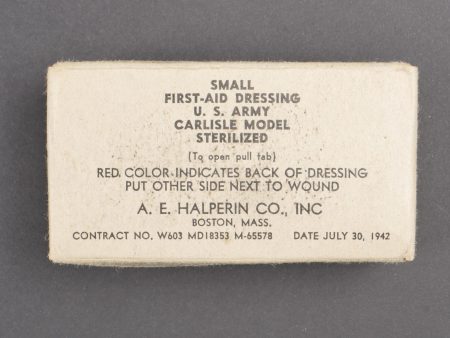 SMALL
FIRST-AID DRESSING
U. S. ARMY
CARLISLE MODEL
STERILIZED
(To open pull tab)
RED COLOR INDICATES BACK OF DRESSING
PUT OTHER SIDE NEXT TO WOUND
A. E. HALPERIN CO., INC
BOSTON, MASS.
CONTRACT NO. W603 MD18353 M-65578 DATE JULY 30, 1942